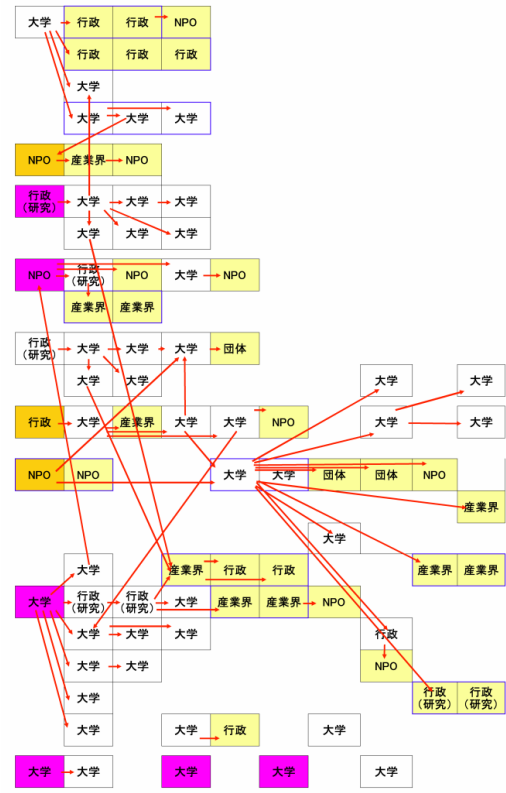 大学 行政 行政 NPO
行政 行政 行政
大学
大学 大学 大学
NPO 産業界 NPO
行政
（研究） 大学 大学 大学
大学 大学 大学
NPO 行政
（研究） NPO 大学 NPO
産業界 産業界
行政
（研究） 大学 大学 大学 団体
大学 大学 大学 大学
行政 大学 産業界 大学 大学 NPO 大学 大学
NPO NPO 大学 大学 団体 団体 NPO
産業界
大学
大学 産業界 行政 行政 産業界 産業界
大学 行政
（研究） 行政
（研究） 大学 産業界 産業界 NPO
大学 大学 大学 行政
大学 大学 NPO
大学 行政
（研究） 行政
（研究）
大学 大学 行政 大学
大学 大学 大学 大学 大学